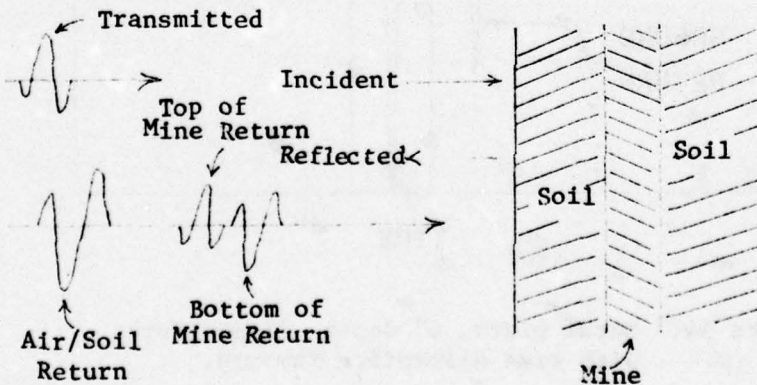 Transmitted
Incident
Top of
Mine Return
Reflected<
Soil
Soil
Bottom of
Mine Return
Air/Soil
Return
Mine